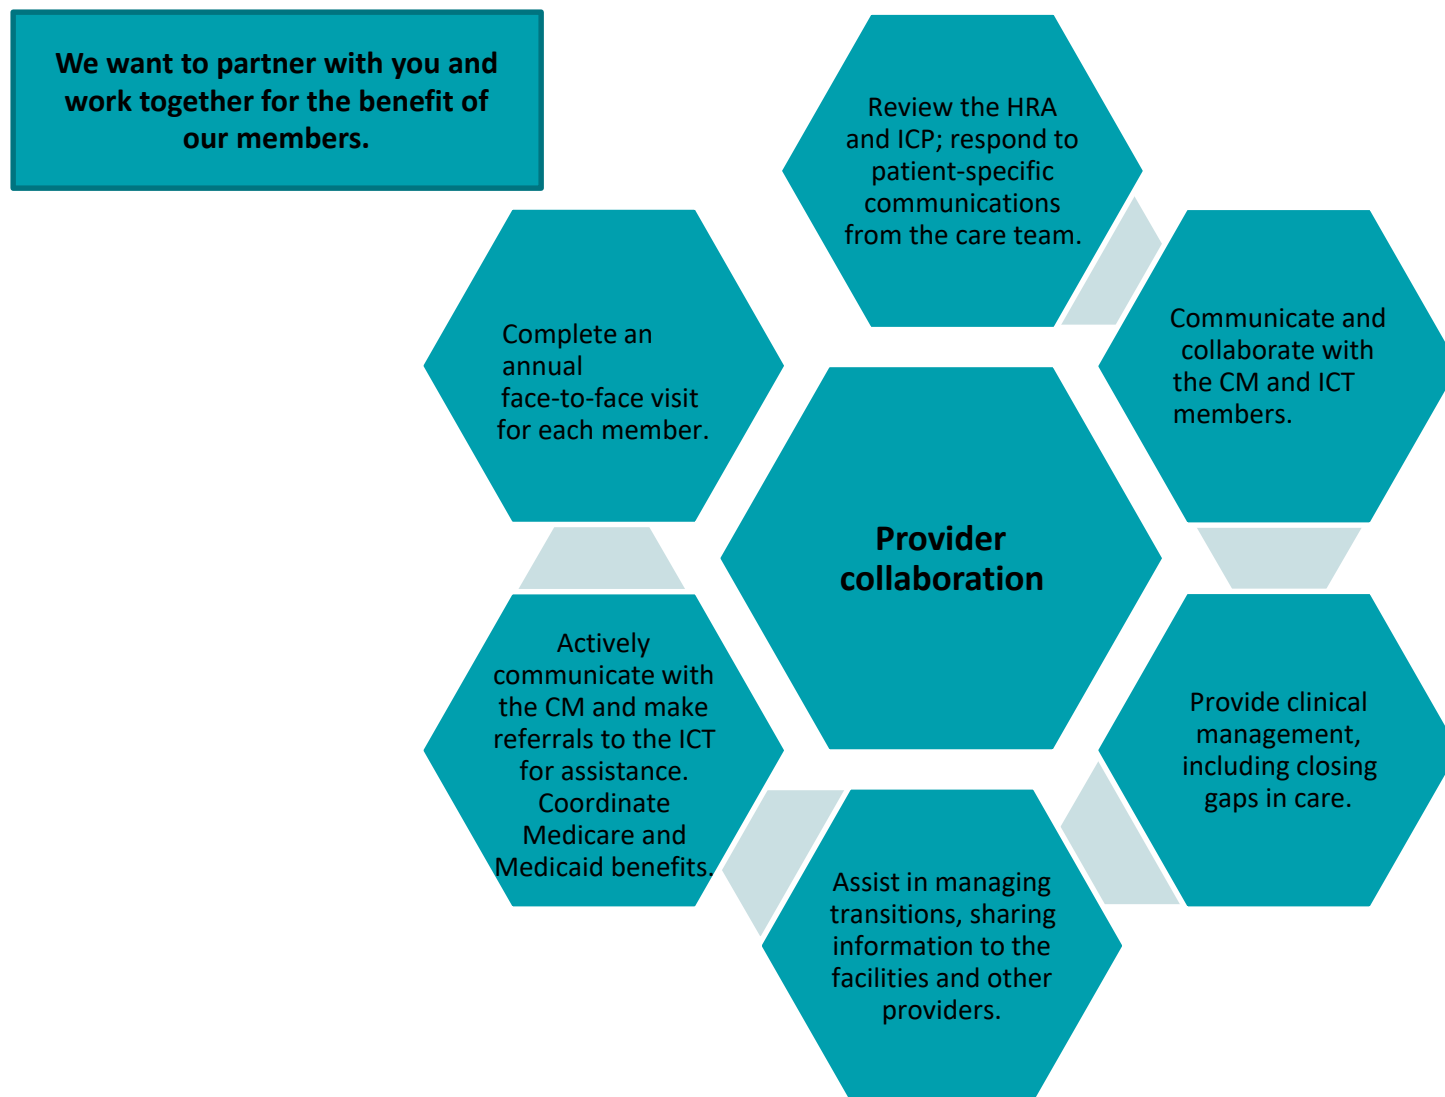 We want to partner with you and
work together for the benefit of
our members.
Review the HRA
and ICP; respond to
patient-specific
communications
from the care team.
Communicate and
collaborate with
the CM and ICT
members.
Provide clinical
management,
including closing
gaps in care.
Assist in managing
transitions, sharing
information to the
facilities and other
providers.
Actively
communicate with
the CM and make
referrals to the ICT
for assistance.
Coordinate
Medicare and
Medicaid benefits.
Complete an
annual
face-to-face visit
for each member.
Provider
collaboration